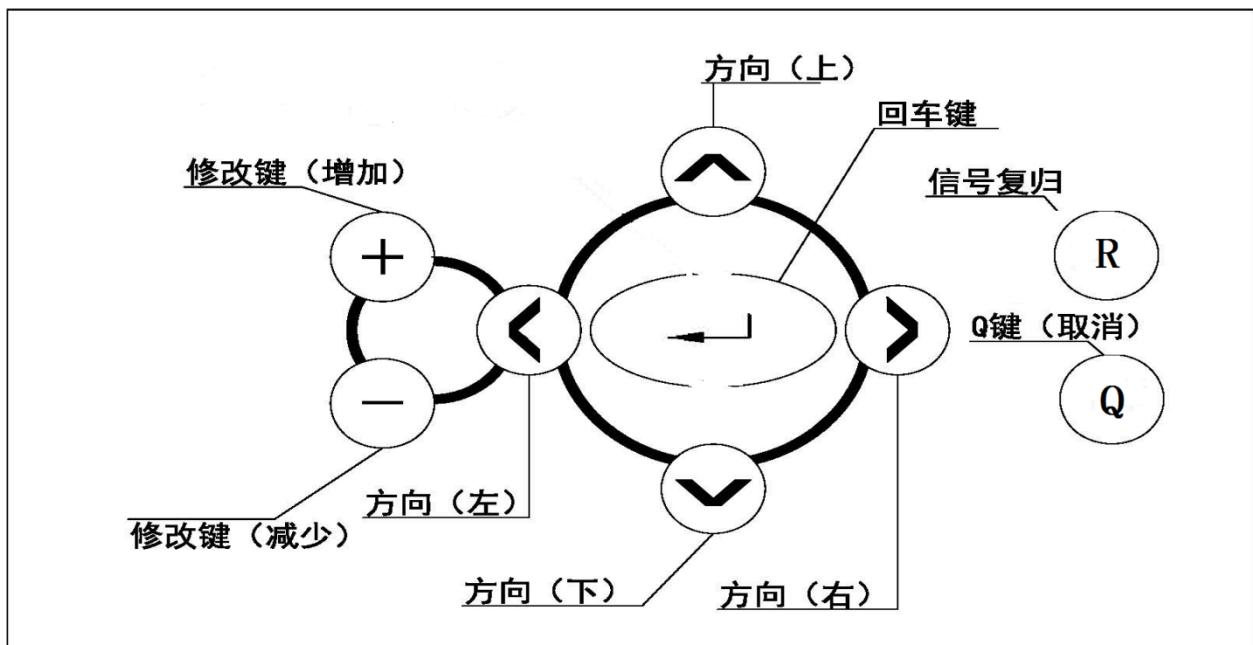 方向（上）
回车键
修改键（增加）
信号复归
+
R
Q键（取消）
−
Q
方向（左）
修改键（减少）
方向（下）
方向（右）